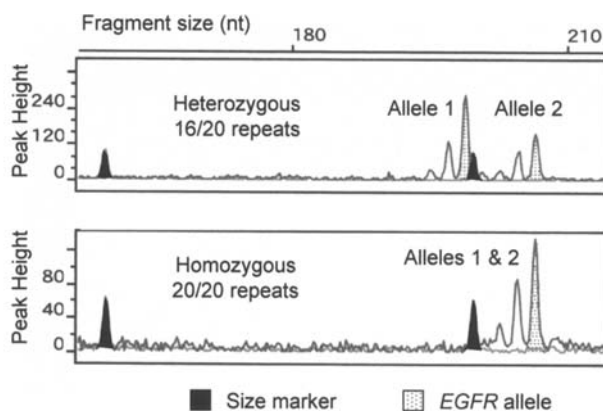 Fragment size (nt)
180 210
Peak Height
240
120
0
Heterozygous
16/20 repeats
Allele 1 Allele 2
Peak Height
80
40
0
Homozygous
20/20 repeats
Alleles 1 & 2
Size marker EGFR allele